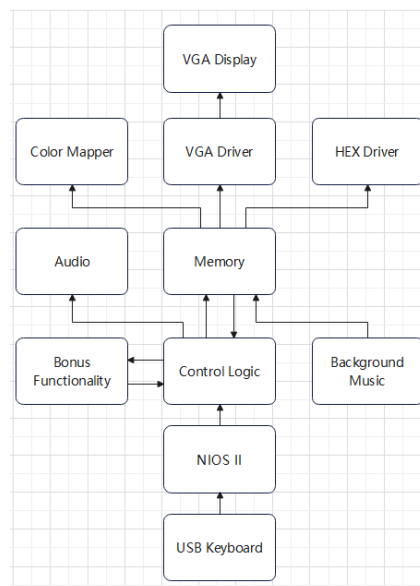 VGA Display
Color Mapper
VGA Driver
HEX Driver
Audio
Memory
Bonus
Functionality
Control Logic
Background
Music
NIOS II
USB Keyboard